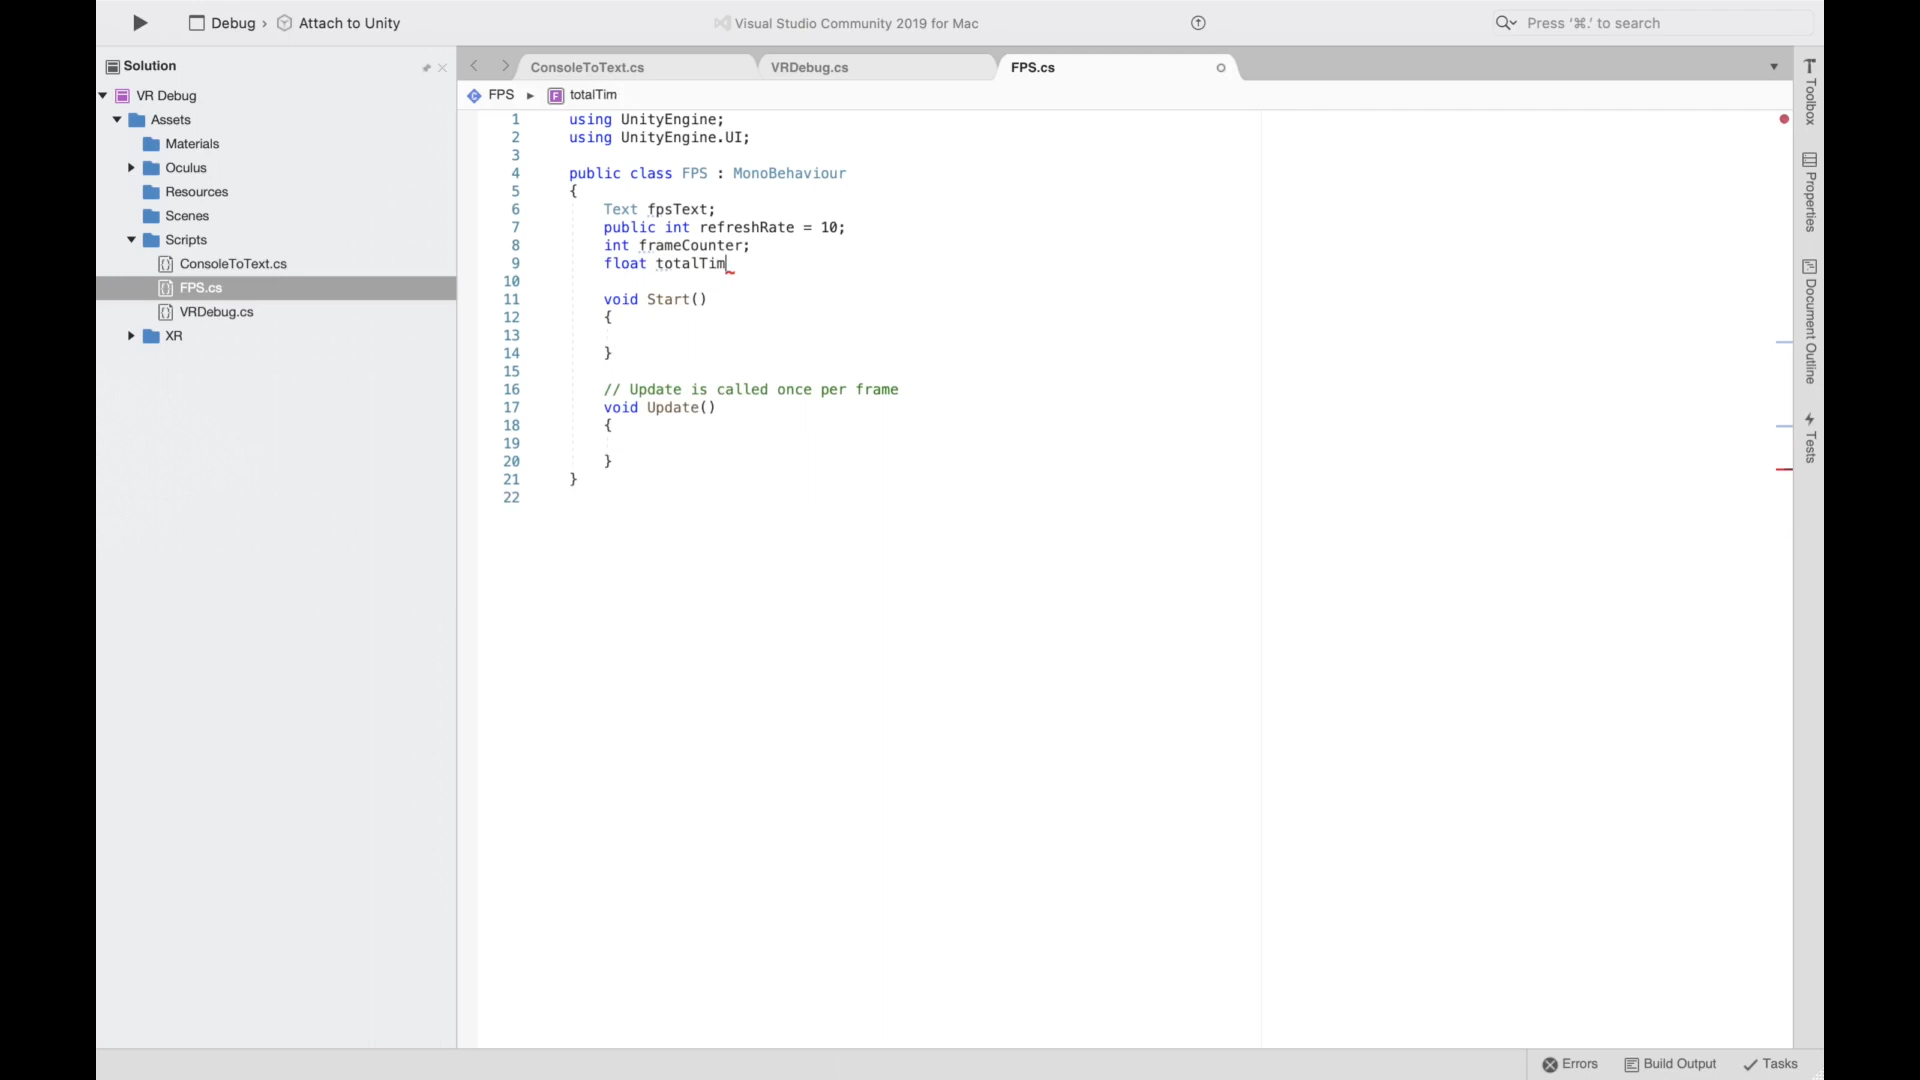 Debug › Attach to Unity
Visual Studio Community 2019 for Mac
Press ‘⌘.’ to search
Solution
VR Debug
Assets
Materials
Oculus
Resources
Scenes
Scripts
ConsoleToText.cs
FPS.cs
VRDebug.cs
XR
ConsoleToText.cs
VRDebug.cs
FPS.cs
FPS ▸ totalTim
1 using UnityEngine;
2 using UnityEngine.UI;
3
4 public class FPS : MonoBehaviour
5 {
6 Text fpsText;
7 public int refreshRate = 10;
8 int frameCounter;
9 float totalTim
10
11 void Start()
12 {
13
14 }
15
16 // Update is called once per frame
17 void Update()
18 {
19
20 }
21 }
22
Toolbox
Properties
Document Outline
Tests
Errors
Build Output
Tasks